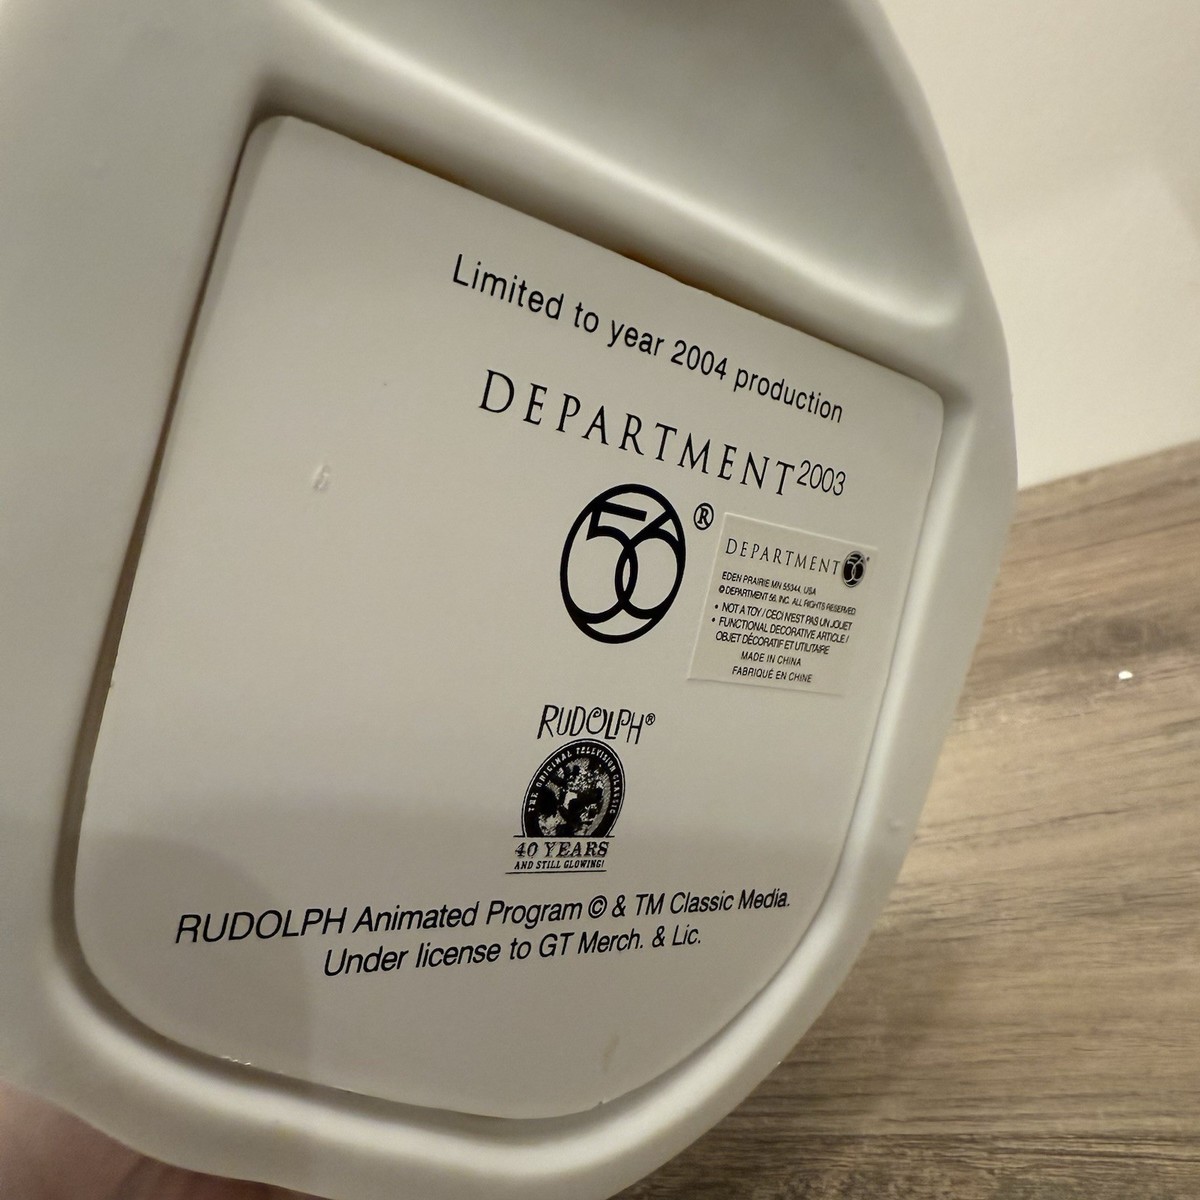 Limited to year 2004 production
DEPARTMENT 2003
56 ®
DEPARTMENT 56®
EDEN PRAIRIE MN 55344, USA
© DEPARTMENT 56, INC. ALL RIGHTS RESERVED
• NOT A TOY / CECI N'EST PAS UN JOUET
• FUNCTIONAL DECORATIVE ARTICLE /
OBJET DÉCORATIF ET UTILITAIRE
MADE IN CHINA
FABRIQUÉ EN CHINE
RUDOLPH®
THE ORIGINAL TELEVISION CLASSIC
40 YEARS
AND STILL GLOWING!
RUDOLPH Animated Program © & TM Classic Media.
Under license to GT Merch. & Lic.